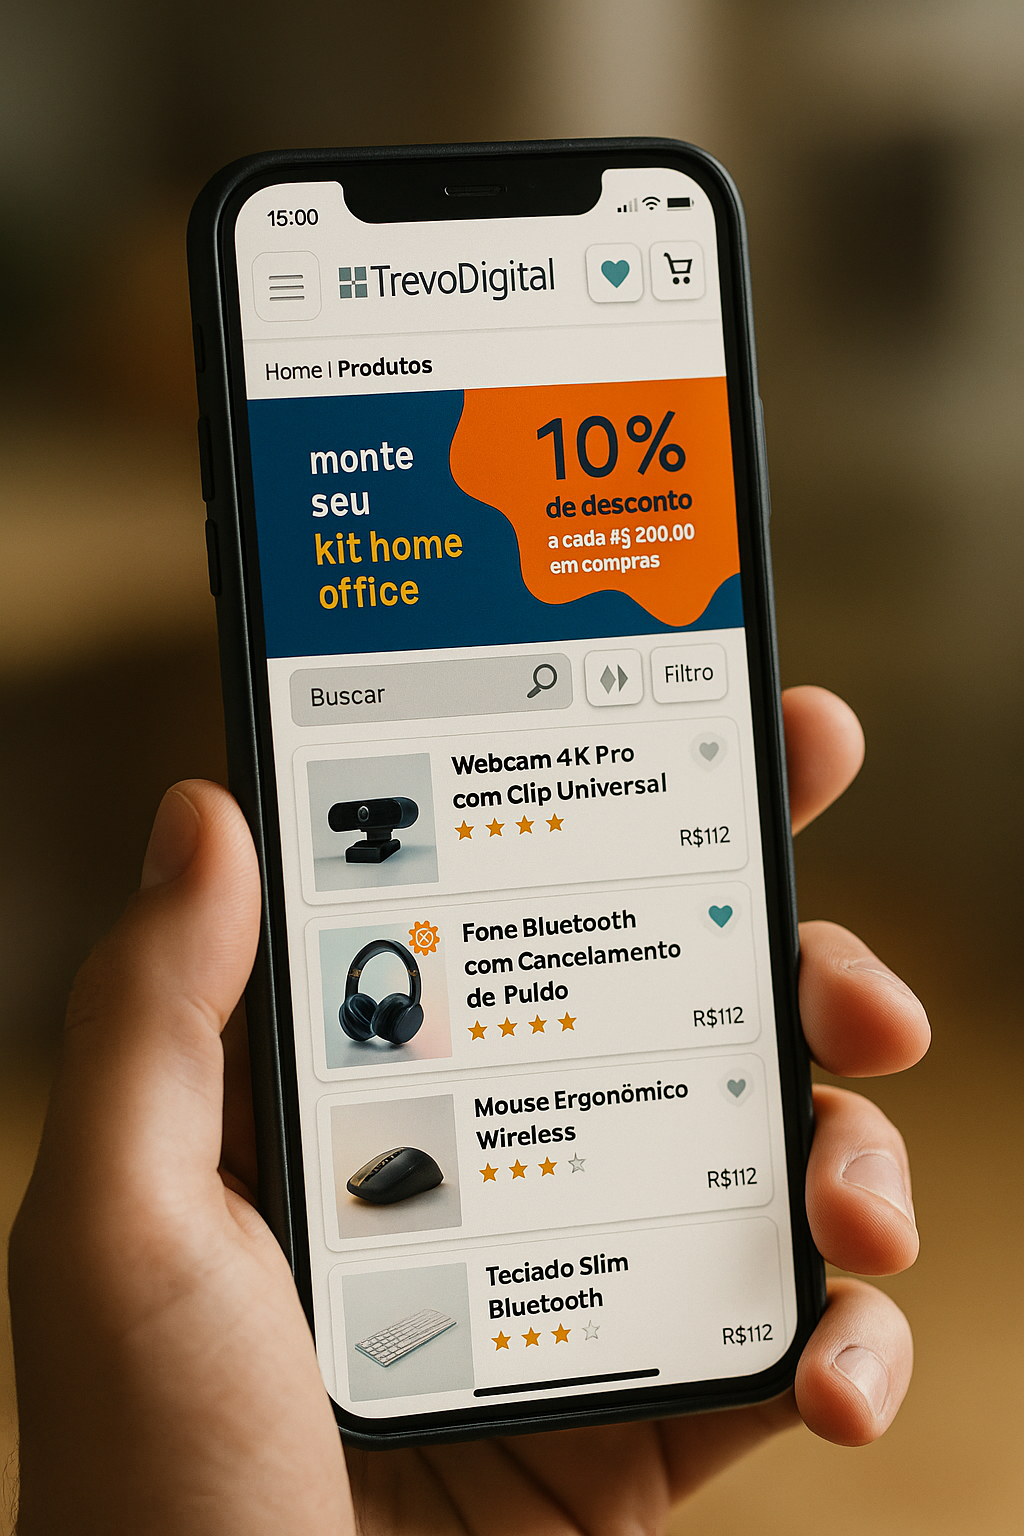 15:00
TrevoDigital
Home | Produtos
monte
seu
kit home
office
10%
de desconto
a cada #§ 200.00
em compras
Buscar
Filtro
Webcam 4K Pro
com Clip Universal
R$112
Fone Bluetooth
com Cancelamento
de Puldo
R$112
Mouse Ergonömico
Wireless
R$112
Teciado Slim
Bluetooth
R$112